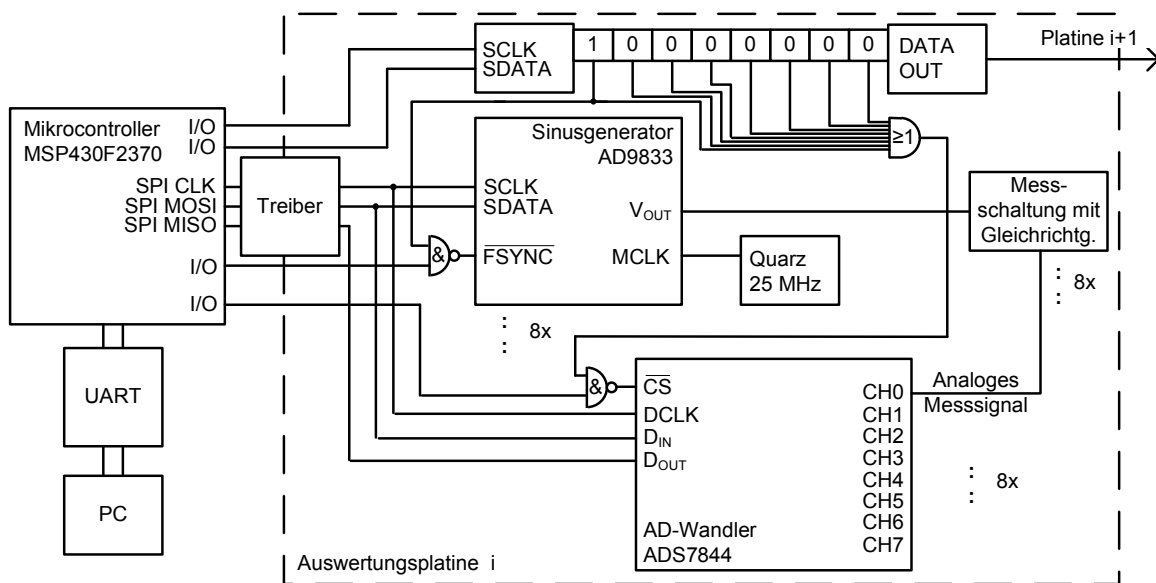 SCLK
SDATA
1 0 0 0 0 0 0 0
DATA
OUT
Platine i+1
Mikrocontroller
MSP430F2370
I/O
I/O
SPI CLK
SPI MOSI
SPI MISO
I/O
I/O
Treiber
Sinusgenerator
AD9833
SCLK
SDATA
FSYNC
VOUT
MCLK
&
≥1
Quarz
25 MHz
Mess-
schaltung mit
Gleichrichtg.
8x
8x
UART
PC
&
CS
DCLK
DIN
DOUT
AD-Wandler
ADS7844
CH0
CH1
CH2
CH3
CH4
CH5
CH6
CH7
Analoges
Messsignal
8x
Auswertungsplatine i